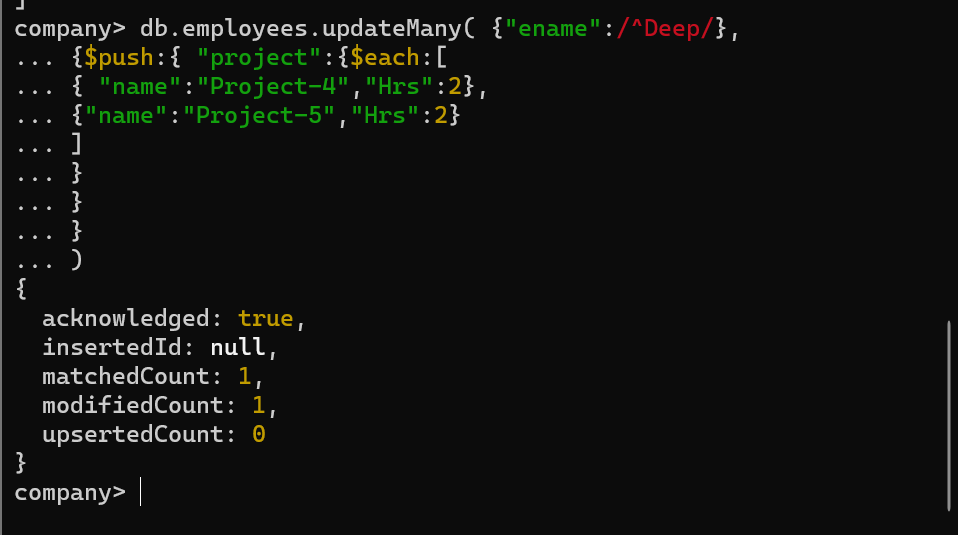 ]
company> db.employees.updateMany( {"ename":/^Deep/},
... {$push:{ "project":{$each:[
... { "name":"Project-4","Hrs":2},
... {"name":"Project-5","Hrs":2}
... ]
... }
... }
... }
... )
{
  acknowledged: true,
  insertedId: null,
  matchedCount: 1,
  modifiedCount: 1,
  upsertedCount: 0
}
company>